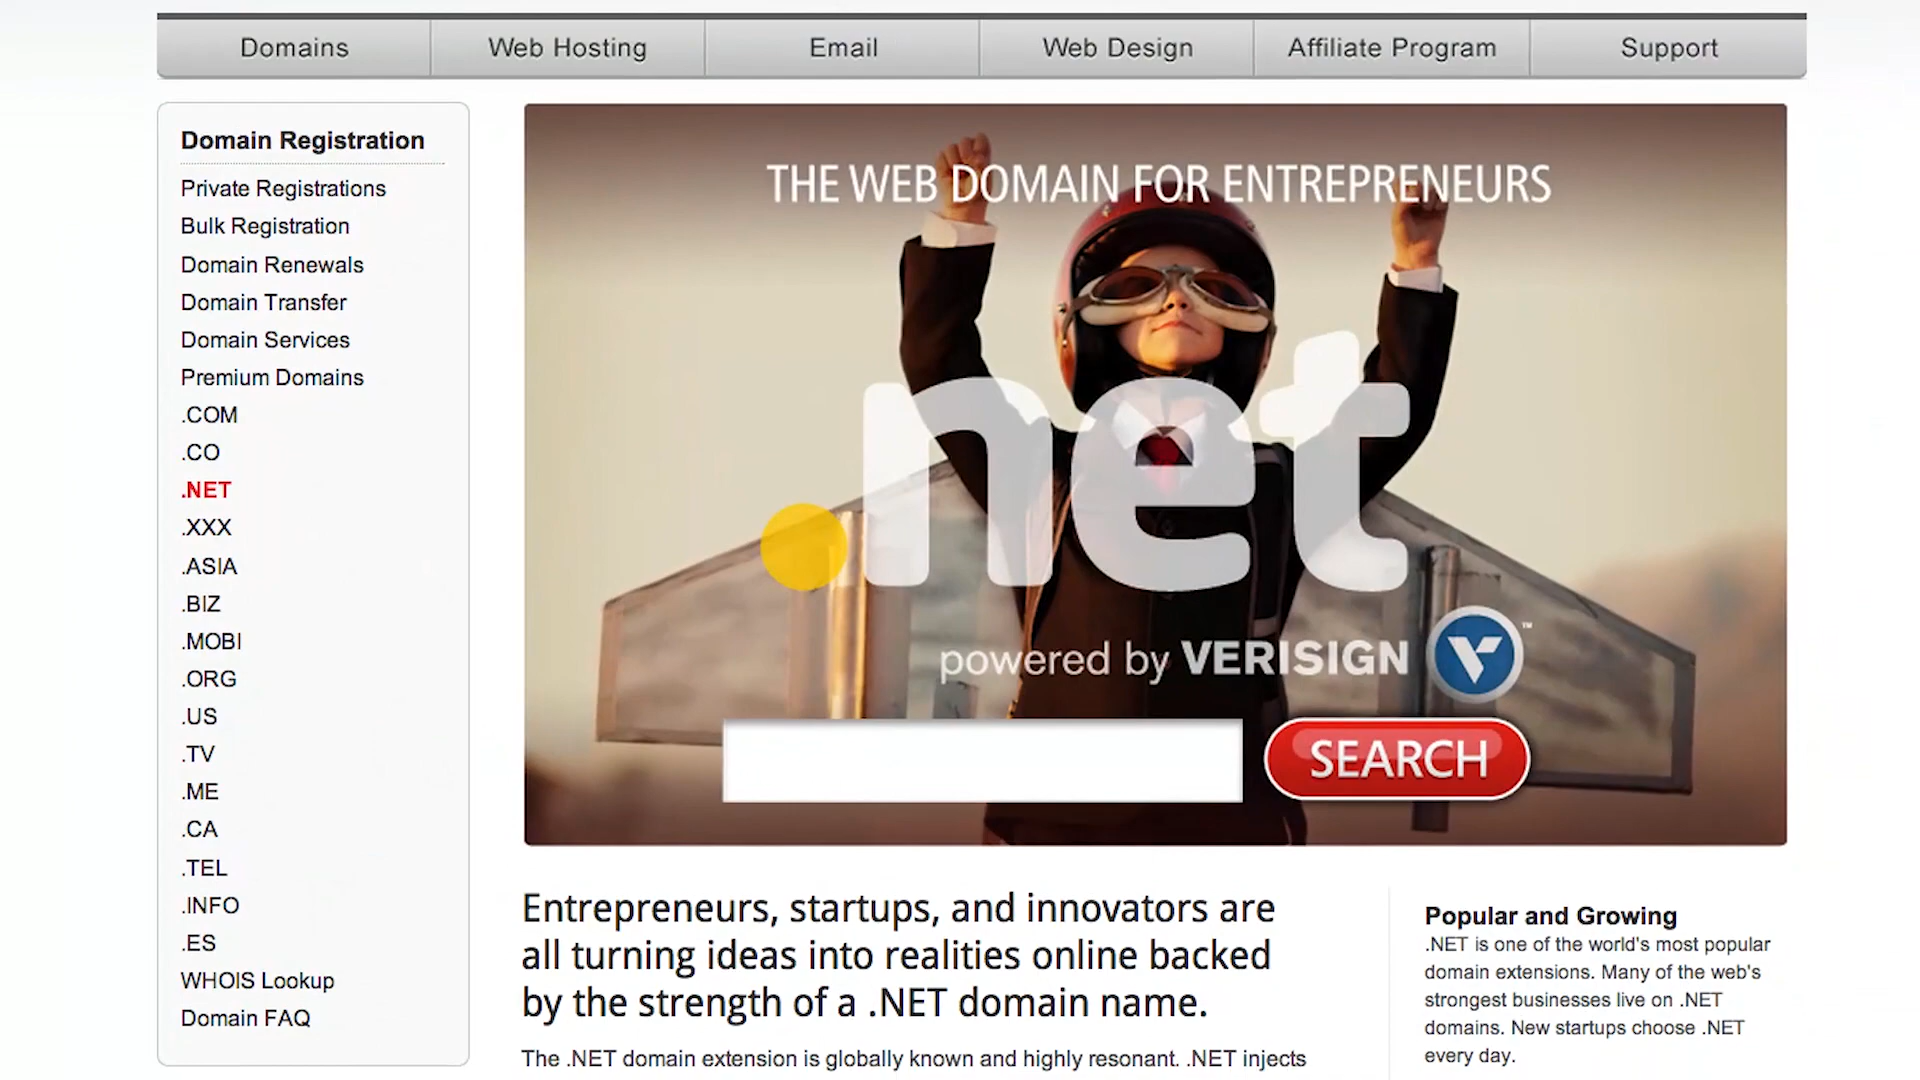 Domains
Web Hosting
Email
Web Design
Affiliate Program
Support
Domain Registration
Private Registrations
Bulk Registration
Domain Renewals
Domain Transfer
Domain Services
Premium Domains
.COM
.CO
.NET
.XXX
.ASIA
.BIZ
.MOBI
.ORG
.US
.TV
.ME
.CA
.TEL
.INFO
.ES
WHOIS Lookup
Domain FAQ
THE WEB DOMAIN FOR ENTREPRENEURS
.net
powered by VERISIGN ™
SEARCH
Entrepreneurs, startups, and innovators are
all turning ideas into realities online backed
by the strength of a .NET domain name.
The .NET domain extension is globally known and highly resonant. .NET injects
Popular and Growing
.NET is one of the world's most popular
domain extensions. Many of the web's
strongest businesses live on .NET
domains. New startups choose .NET
every day.